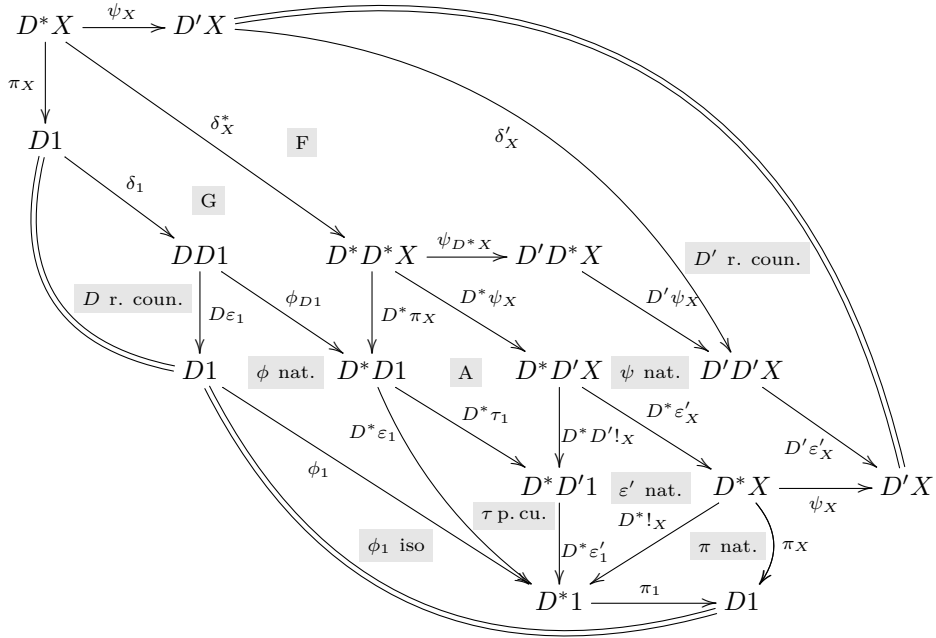 D*X ψ_X D′X
π_X
δ*_X F δ′_X
D1
δ_1 G
DD1 D*D*X ψ_{D*X} D′D*X D′ r. coun.
D r. coun. Dε_1 φ_{D1} D*π_X D*ψ_X D′ψ_X
D1 φ nat. D*D1 A D*D′X ψ nat. D′D′X
D*ε_1 D*τ_1 D*D′!_X D*ε′_X D′ε′_X
φ_1
D*D′1 ε′ nat. D*X ψ_X D′X
τ p. cu. D*!_X
φ_1 iso D*ε′_1 π nat. π_X
D*1 π_1 D1